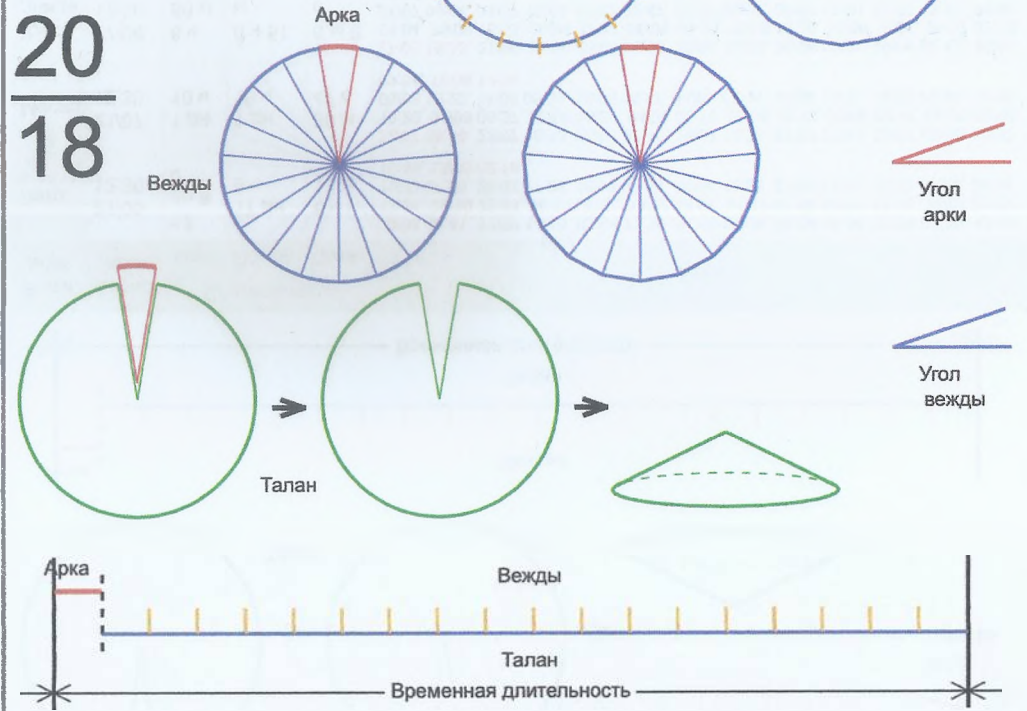 20
18
Арка
Вежды
Угол
арки
Угол
вежды
Талан
Арка
Вежды
Талан
Временная длительность